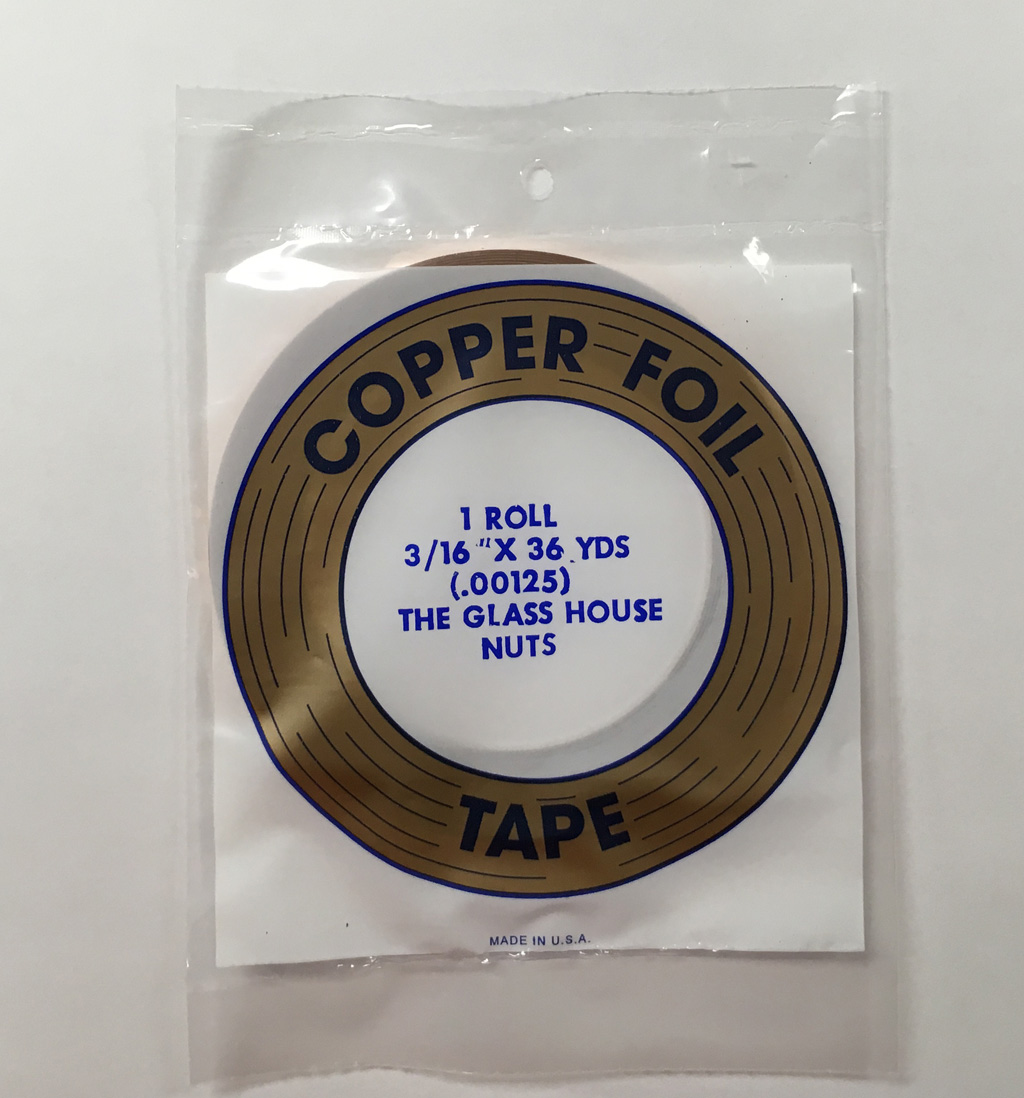 COPPER FOIL
1 ROLL
3/16 "X 36 YDS
(.00125)
THE GLASS HOUSE
NUTS
TAPE
MADE IN U.S.A.